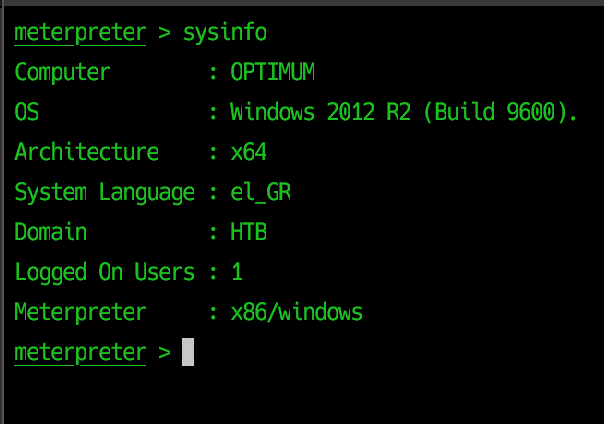 meterpreter > sysinfo
Computer        : OPTIMUM
OS              : Windows 2012 R2 (Build 9600).
Architecture    : x64
System Language : el_GR
Domain          : HTB
Logged On Users : 1
Meterpreter     : x86/windows
meterpreter >